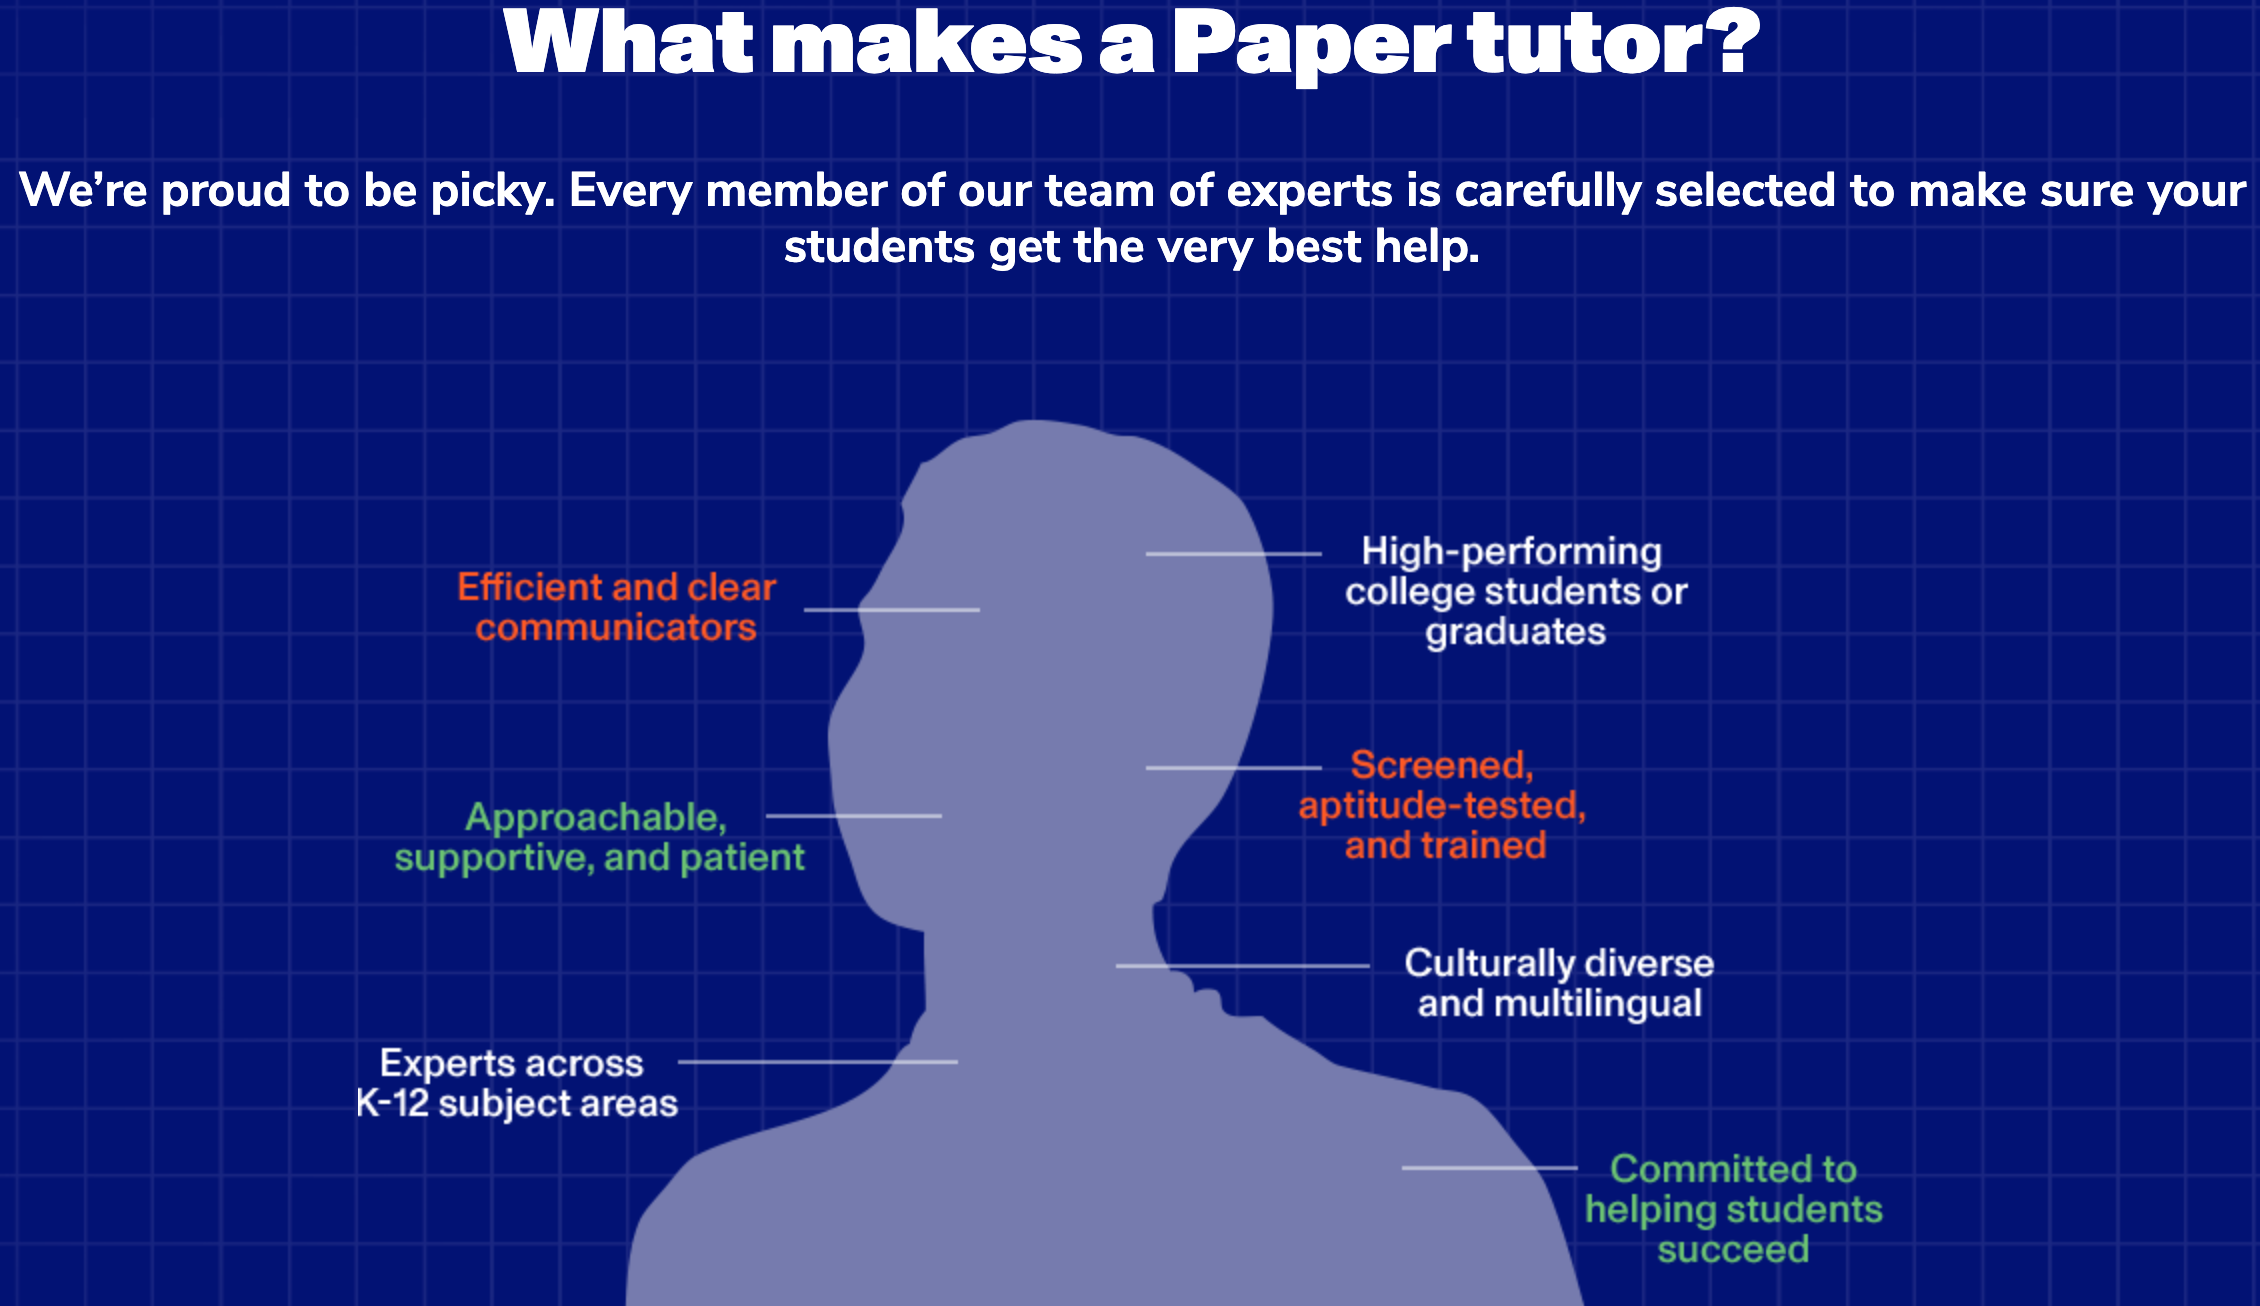 What makes a Paper tutor?
We’re proud to be picky. Every member of our team of experts is carefully selected to make sure your
students get the very best help.
Efficient and clear
communicators
Approachable,
supportive, and patient
Experts across
K-12 subject areas
High-performing
college students or
graduates
Screened,
aptitude-tested,
and trained
Culturally diverse
and multilingual
Committed to
helping students
succeed